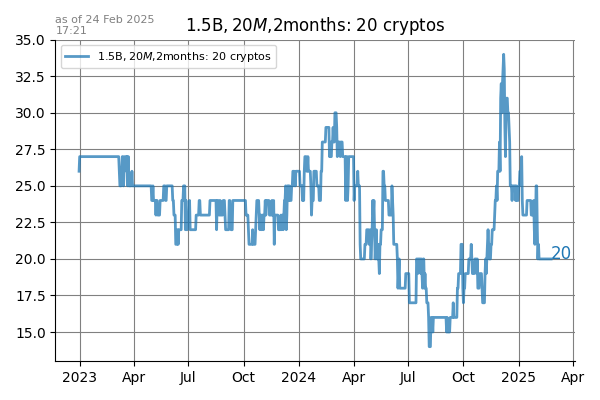 as of 24 Feb 2025
17:21
1.5B, 20M,2months: 20 cryptos
1.5B, 20M,2months: 20 cryptos
35.0
32.5
30.0
27.5
25.0
22.5
20.0
17.5
15.0
20
2023 Apr Jul Oct 2024 Apr Jul Oct 2025 Apr